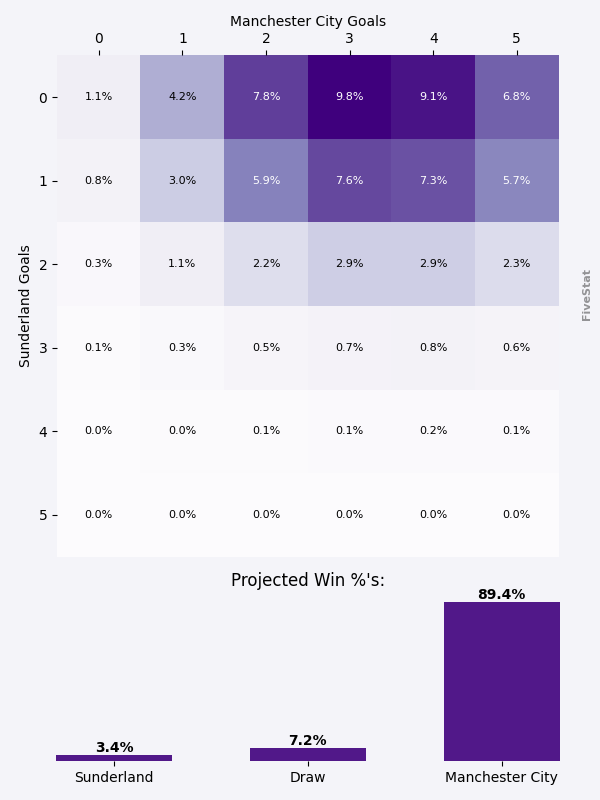 Manchester City Goals
0 1 2 3 4 5
0 1.1% 4.2% 7.8% 9.8% 9.1% 6.8%
1 0.8% 3.0% 5.9% 7.6% 7.3% 5.7%
2 0.3% 1.1% 2.2% 2.9% 2.9% 2.3%
3 0.1% 0.3% 0.5% 0.7% 0.8% 0.6%
4 0.0% 0.0% 0.1% 0.1% 0.2% 0.1%
5 0.0% 0.0% 0.0% 0.0% 0.0% 0.0%
Sunderland Goals
FiveStat
Projected Win %'s:
3.4% 7.2% 89.4%
Sunderland Draw Manchester City